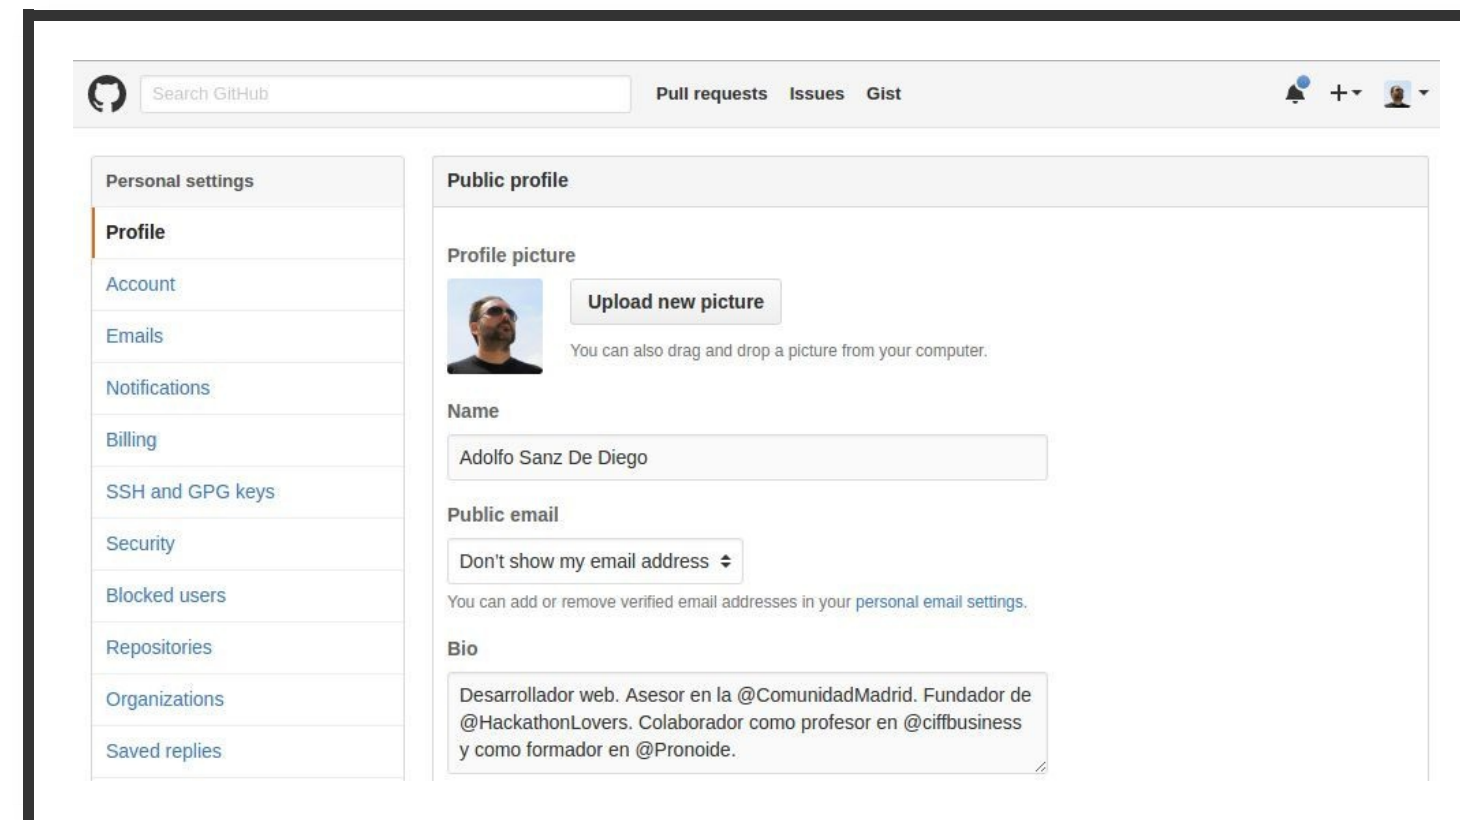 Search GitHub
Pull requests Issues Gist
Personal settings
Profile
Account
Emails
Notifications
Billing
SSH and GPG keys
Security
Blocked users
Repositories
Organizations
Saved replies
Public profile
Profile picture
Upload new picture
You can also drag and drop a picture from your computer.
Name
Adolfo Sanz De Diego
Public email
Don't show my email address
You can add or remove verified email addresses in your personal email settings.
Bio
Desarrollador web. Asesor en la @ComunidadMadrid. Fundador de
@HackathonLovers. Colaborador como profesor en @ciffbusiness
y como formador en @Pronoide.